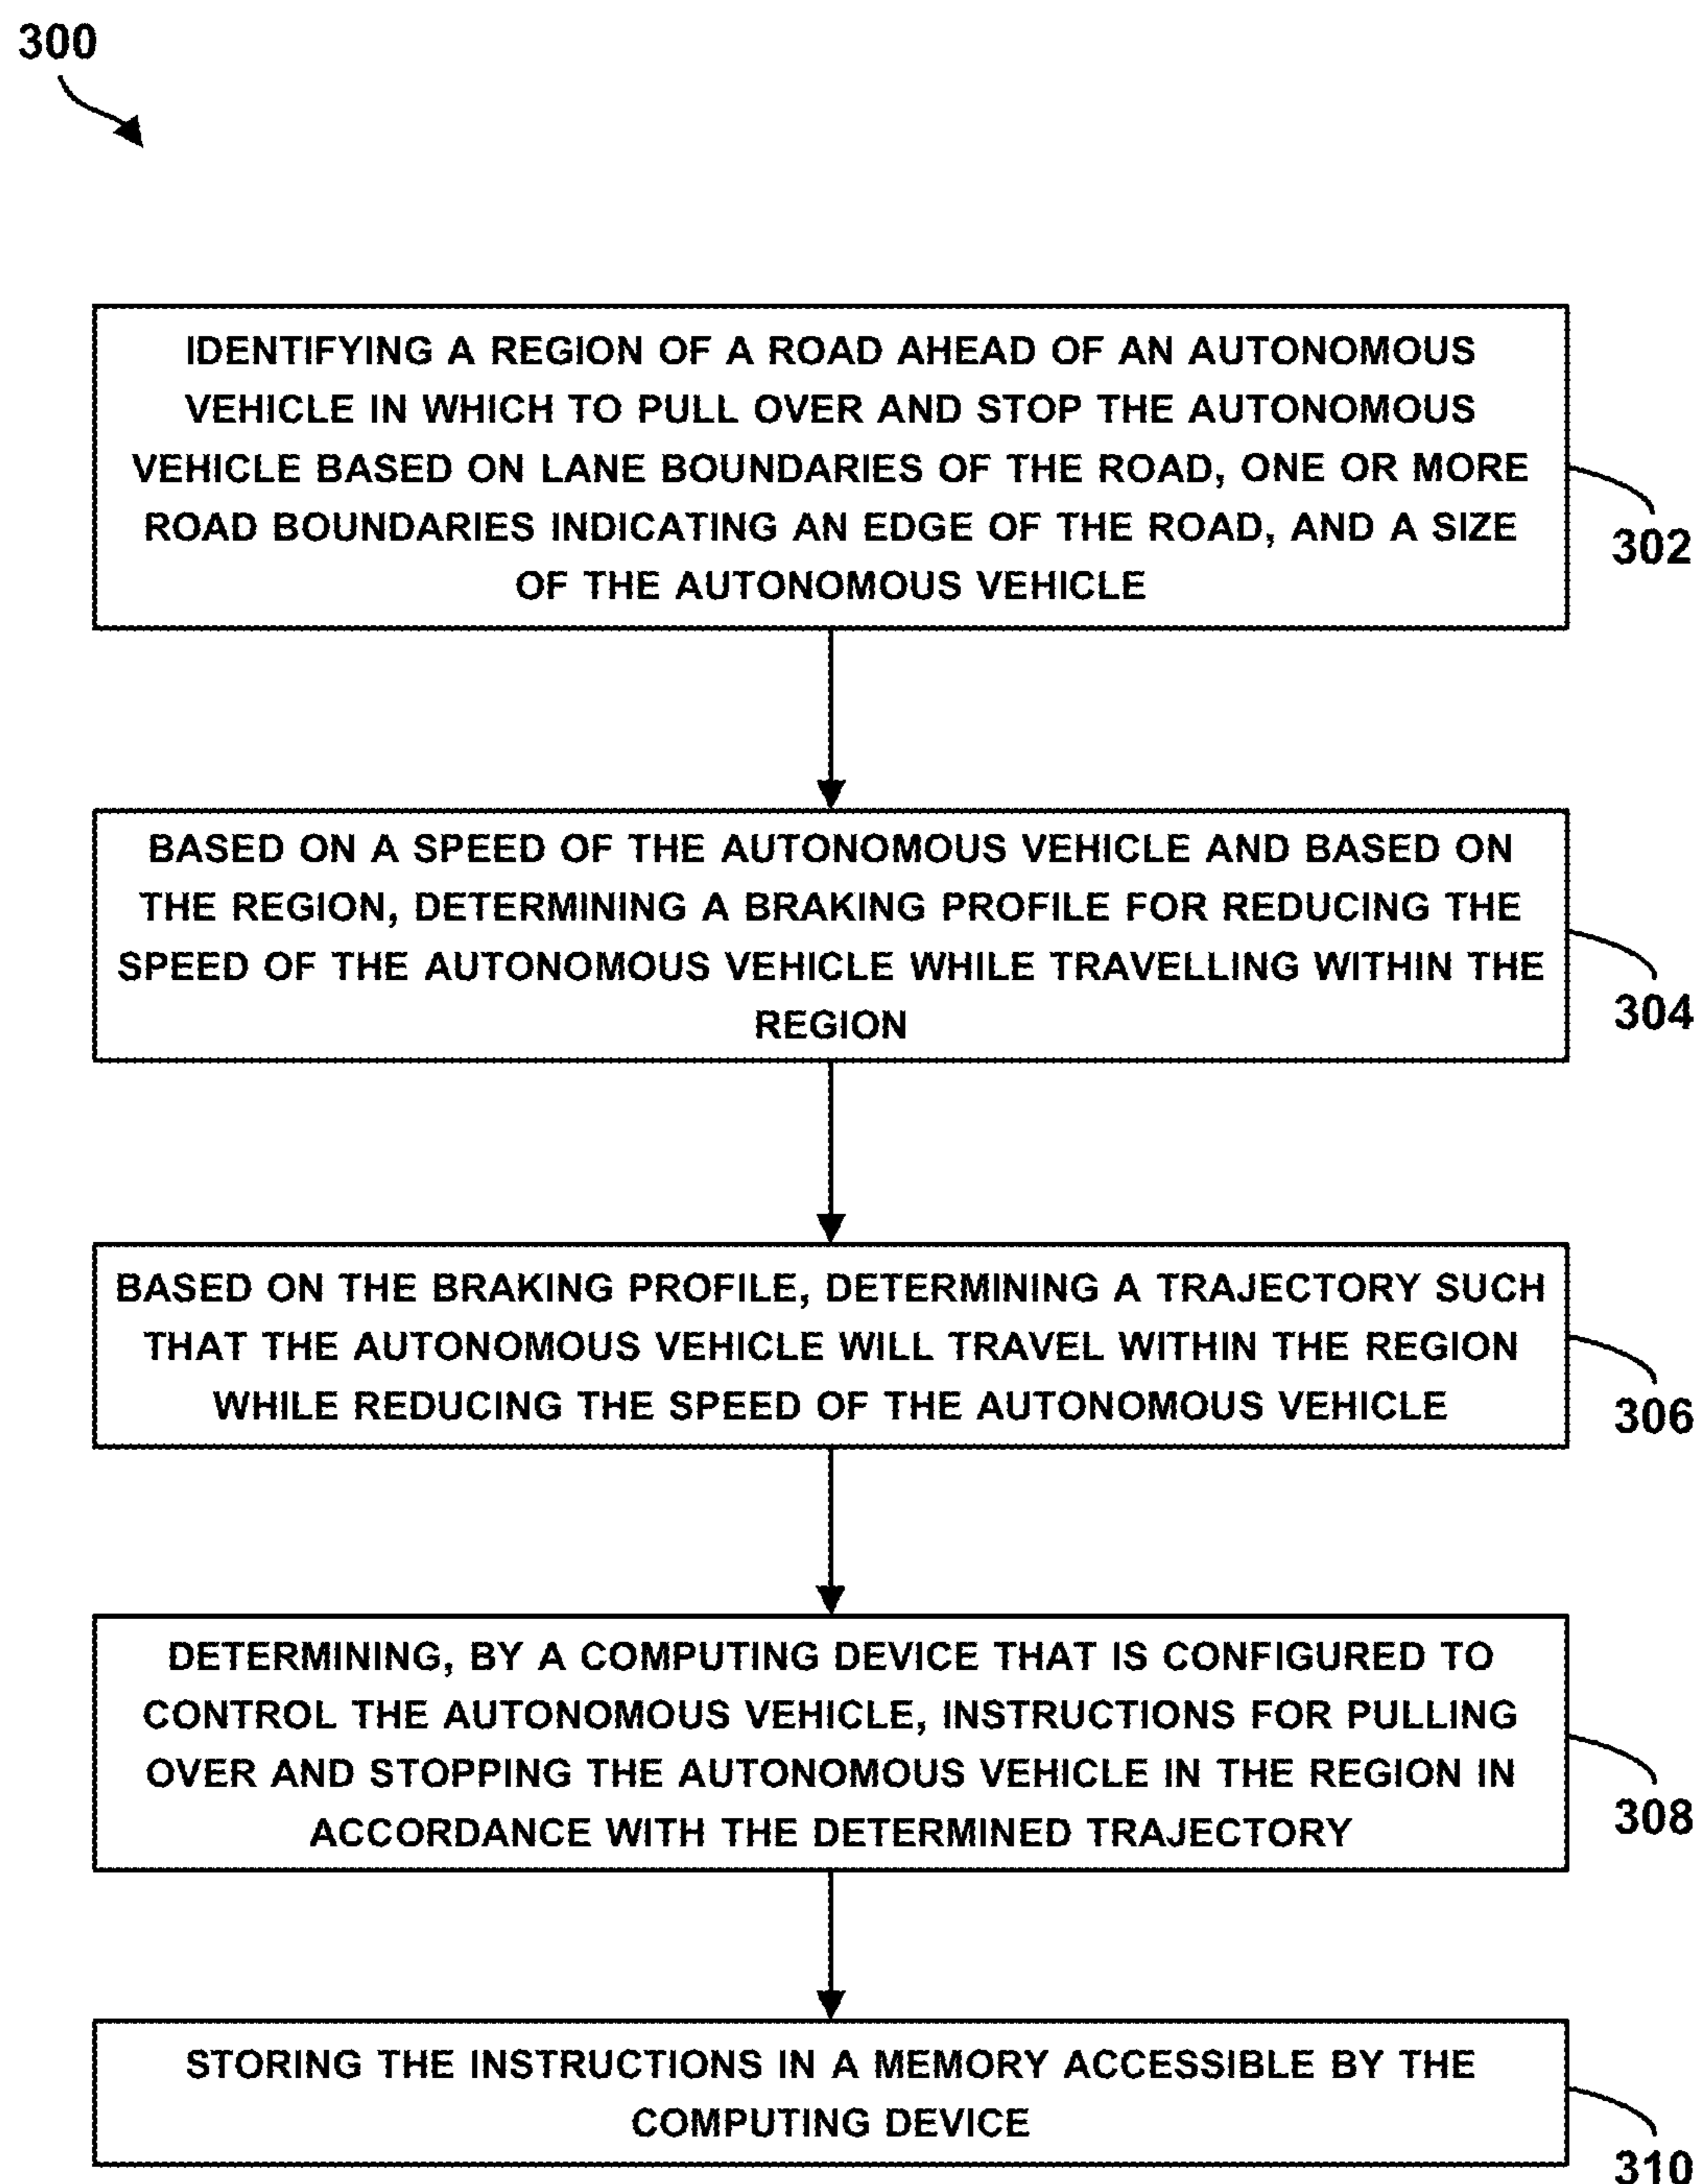 300
IDENTIFYING A REGION OF A ROAD AHEAD OF AN AUTONOMOUS
VEHICLE IN WHICH TO PULL OVER AND STOP THE AUTONOMOUS
VEHICLE BASED ON LANE BOUNDARIES OF THE ROAD, ONE OR MORE
ROAD BOUNDARIES INDICATING AN EDGE OF THE ROAD, AND A SIZE
OF THE AUTONOMOUS VEHICLE
302
BASED ON A SPEED OF THE AUTONOMOUS VEHICLE AND BASED ON
THE REGION, DETERMINING A BRAKING PROFILE FOR REDUCING THE
SPEED OF THE AUTONOMOUS VEHICLE WHILE TRAVELLING WITHIN THE
REGION
304
BASED ON THE BRAKING PROFILE, DETERMINING A TRAJECTORY SUCH
THAT THE AUTONOMOUS VEHICLE WILL TRAVEL WITHIN THE REGION
WHILE REDUCING THE SPEED OF THE AUTONOMOUS VEHICLE
306
DETERMINING, BY A COMPUTING DEVICE THAT IS CONFIGURED TO
CONTROL THE AUTONOMOUS VEHICLE, INSTRUCTIONS FOR PULLING
OVER AND STOPPING THE AUTONOMOUS VEHICLE IN THE REGION IN
ACCORDANCE WITH THE DETERMINED TRAJECTORY
308
STORING THE INSTRUCTIONS IN A MEMORY ACCESSIBLE BY THE
COMPUTING DEVICE
310